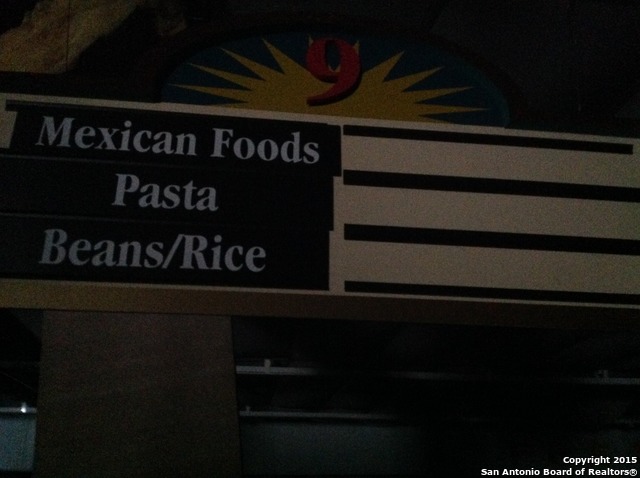 9
Mexican Foods
Pasta
Beans/Rice
Copyright 2015
San Antonio Board of Realtors®